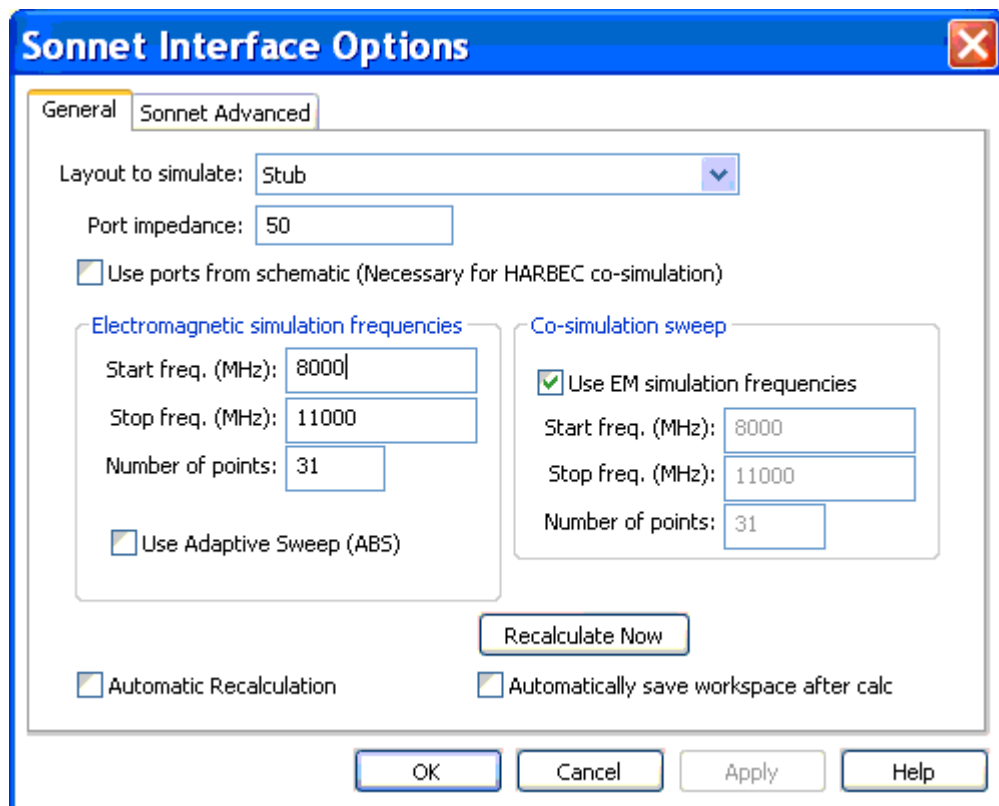 Sonnet Interface Options
General
Sonnet Advanced
Layout to simulate: Stub
Port impedance: 50
Use ports from schematic (Necessary for HARBEC co-simulation)
Electromagnetic simulation frequencies
Start freq. (MHz): 8000
Stop freq. (MHz): 11000
Number of points: 31
Use Adaptive Sweep (ABS)
Co-simulation sweep
Use EM simulation frequencies
Start freq. (MHz): 8000
Stop freq. (MHz): 11000
Number of points: 31
Recalculate Now
Automatic Recalculation
Automatically save workspace after calc
OK
Cancel
Apply
Help